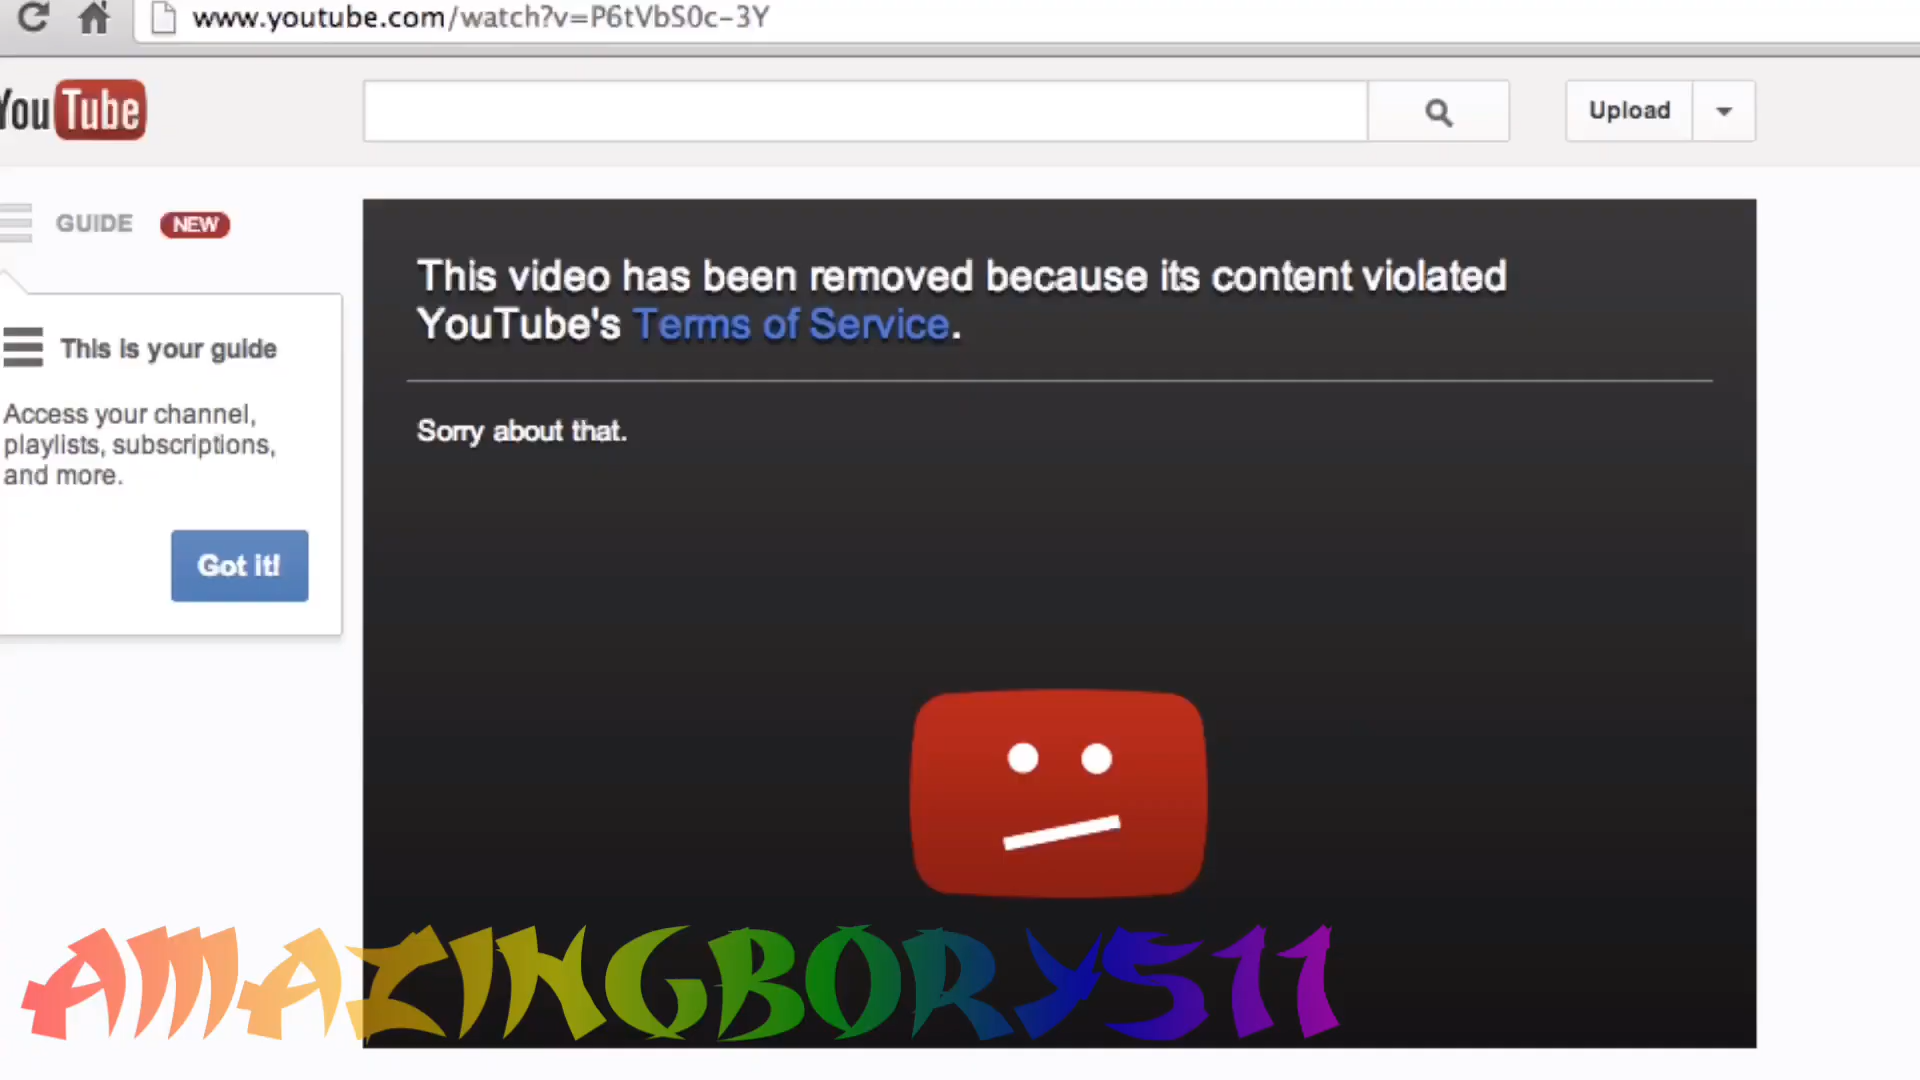 www.youtube.com/watch?v=P6tVbS0c-3Y
YouTube
Upload
GUIDE NEW
This is your guide
Access your channel,
playlists, subscriptions,
and more.
Got it!
This video has been removed because its content violated
YouTube's Terms of Service.
Sorry about that.
AMAZINGBORYS11